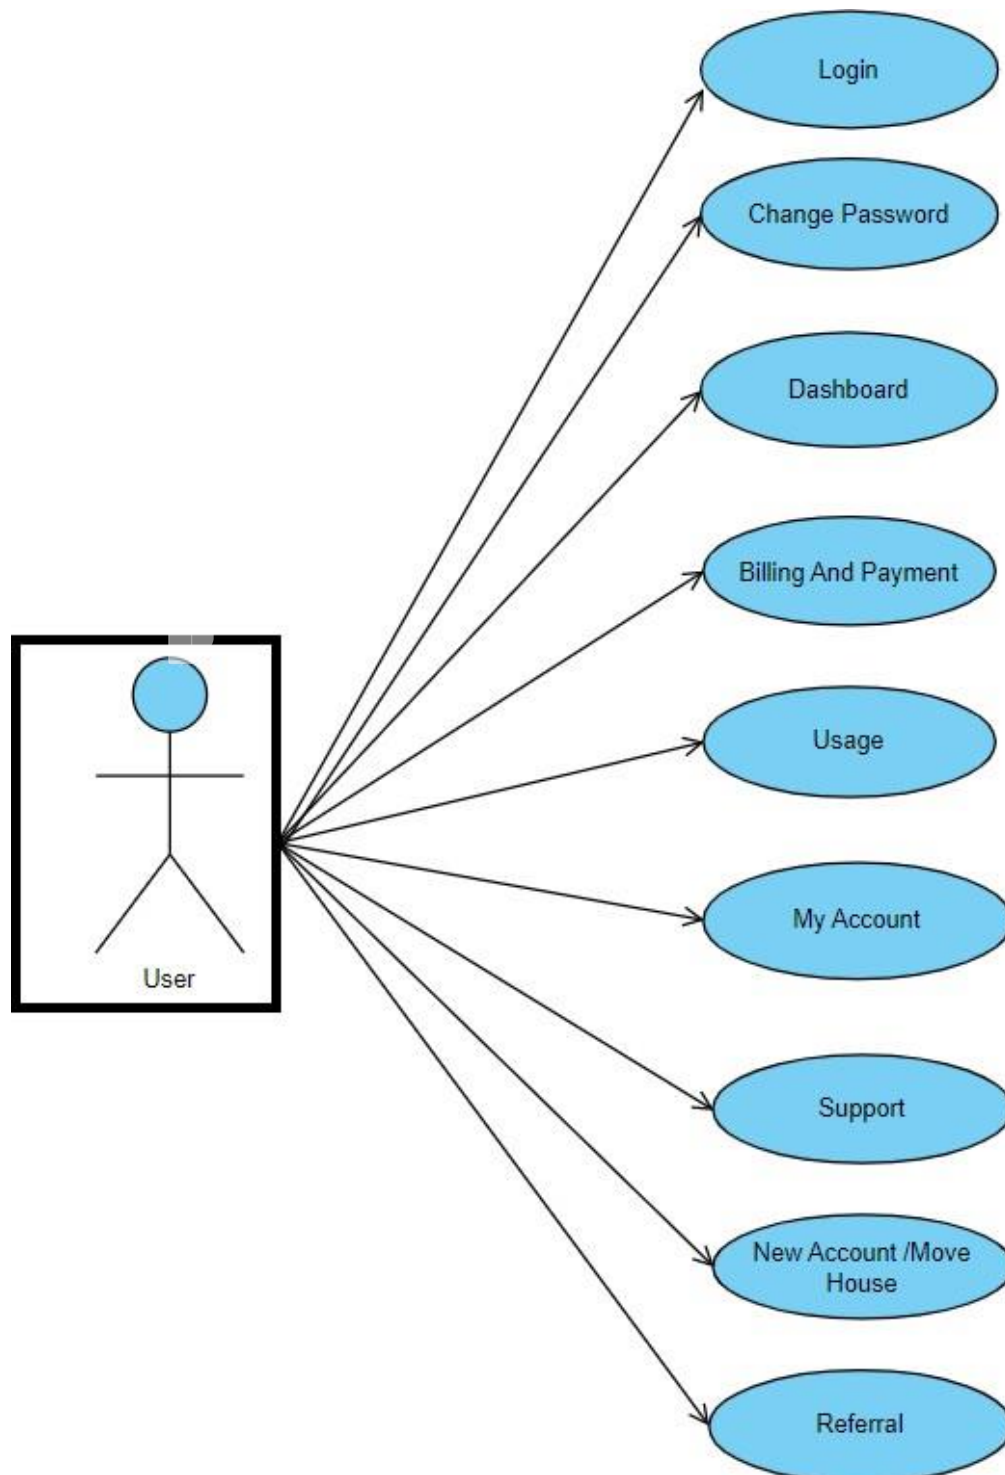 Login
Change Password
Dashboard
Billing And Payment
Usage
My Account
User
Support
New Account /Move
House
Referral